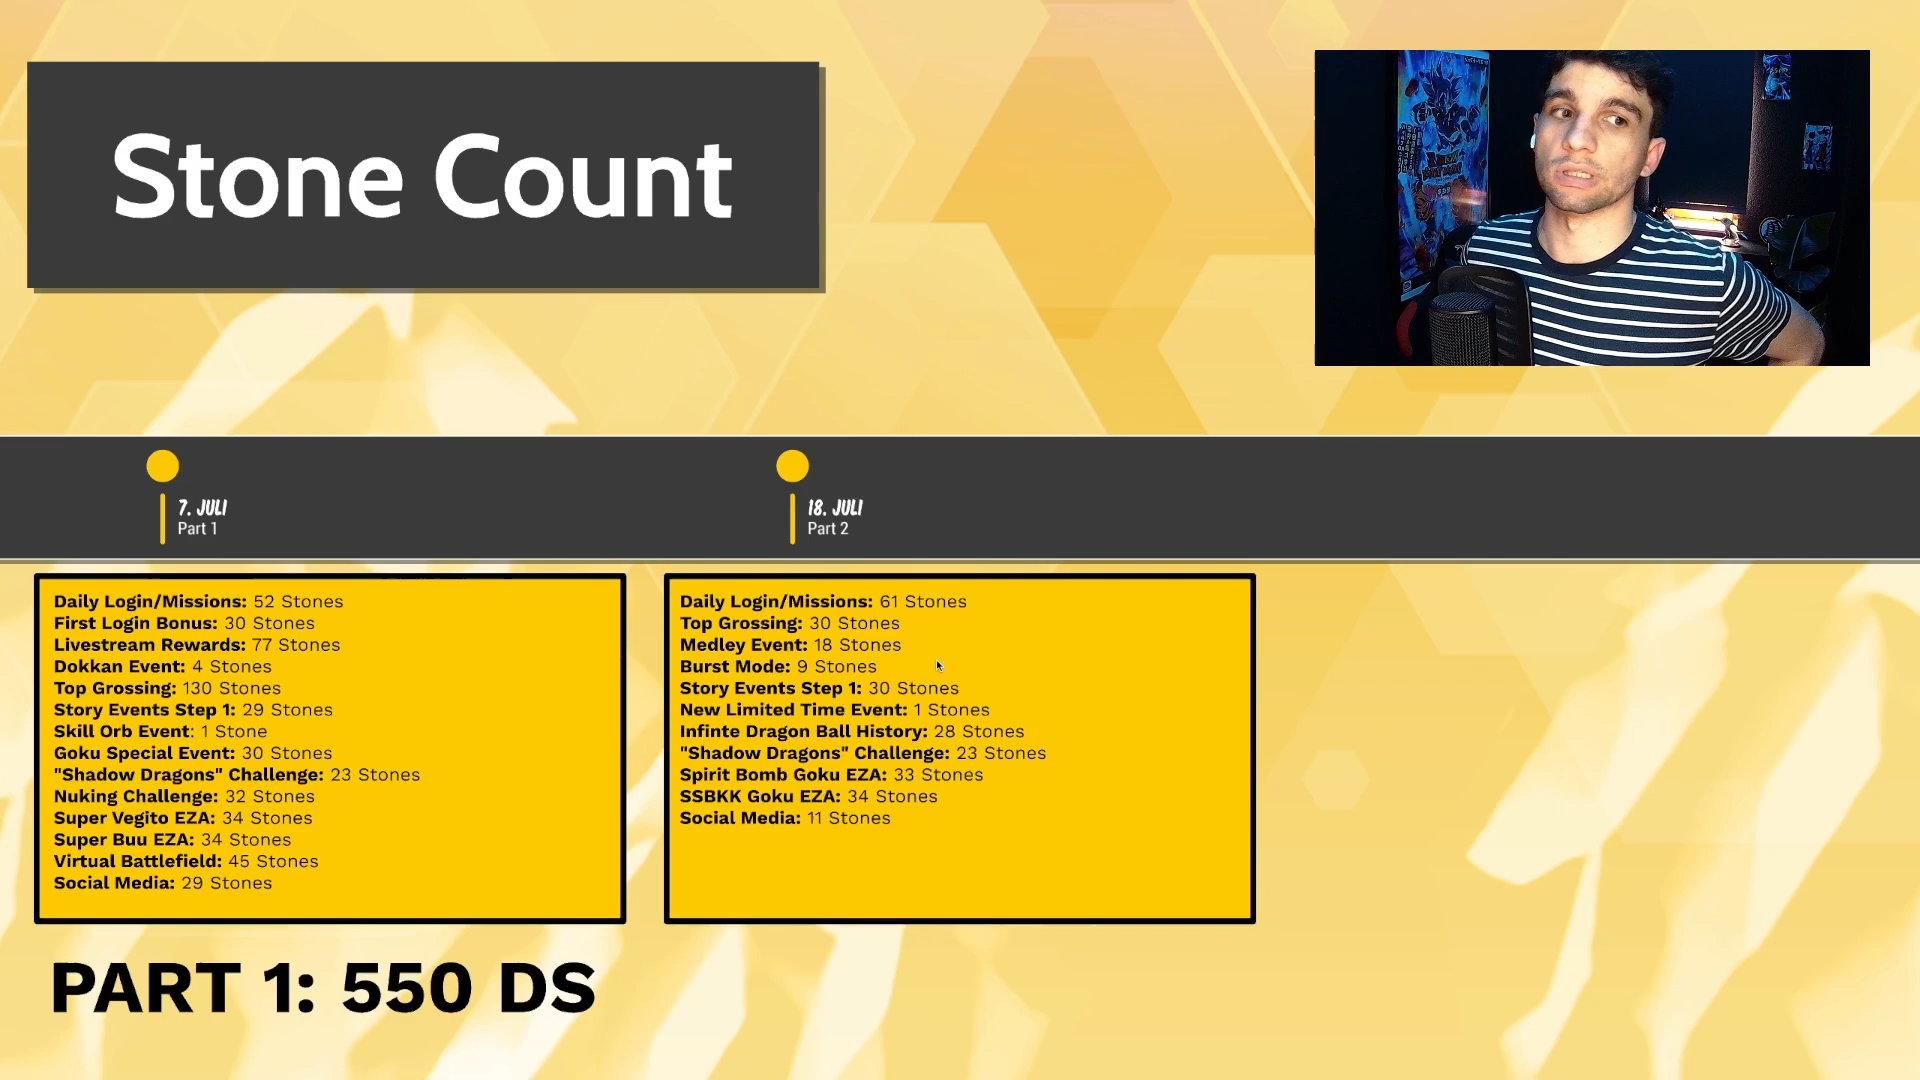 Stone Count
7. JULI
Part 1
18. JULI
Part 2
Daily Login/Missions: 52 Stones
First Login Bonus: 30 Stones
Livestream Rewards: 77 Stones
Dokkan Event: 4 Stones
Top Grossing: 130 Stones
Story Events Step 1: 29 Stones
Skill Orb Event: 1 Stone
Goku Special Event: 30 Stones
"Shadow Dragons" Challenge: 23 Stones
Nuking Challenge: 32 Stones
Super Vegito EZA: 34 Stones
Super Buu EZA: 34 Stones
Virtual Battlefield: 45 Stones
Social Media: 29 Stones
Daily Login/Missions: 61 Stones
Top Grossing: 30 Stones
Medley Event: 18 Stones
Burst Mode: 9 Stones
Story Events Step 1: 30 Stones
New Limited Time Event: 1 Stones
Infinte Dragon Ball History: 28 Stones
"Shadow Dragons" Challenge: 23 Stones
Spirit Bomb Goku EZA: 33 Stones
SSBKK Goku EZA: 34 Stones
Social Media: 11 Stones
PART 1: 550 DS